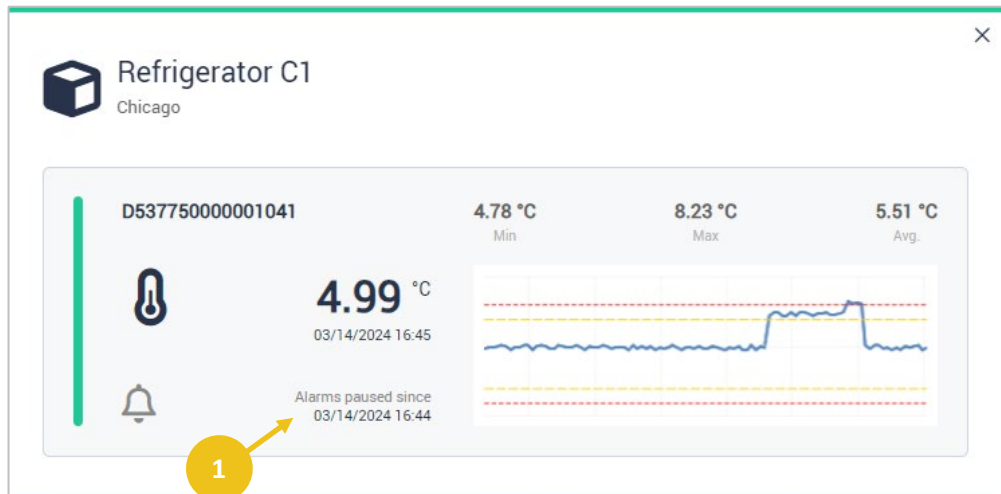 Refrigerator C1
Chicago
D537750000001041
4.78 °C
Min
8.23 °C
Max
5.51 °C
Avg.
4.99 °C
03/14/2024 16:45
Alarms paused since
03/14/2024 16:44
1